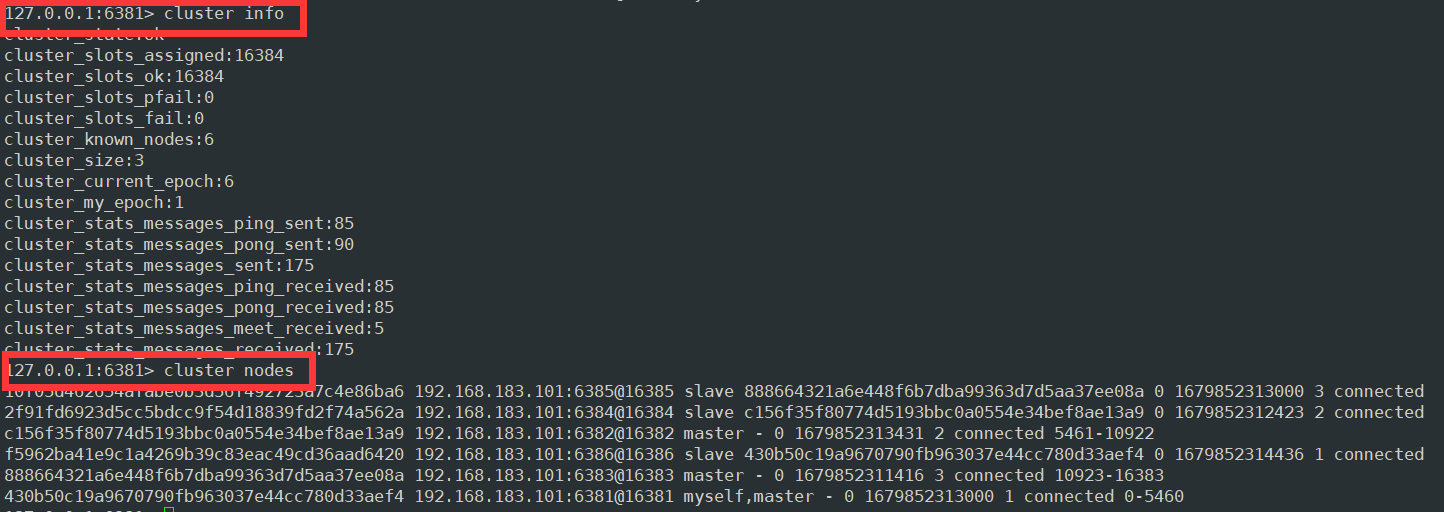 127.0.0.1:6381> cluster info
cluster_state:ok
cluster_slots_assigned:16384
cluster_slots_ok:16384
cluster_slots_pfail:0
cluster_slots_fail:0
cluster_known_nodes:6
cluster_size:3
cluster_current_epoch:6
cluster_my_epoch:1
cluster_stats_messages_ping_sent:85
cluster_stats_messages_pong_sent:90
cluster_stats_messages_sent:175
cluster_stats_messages_ping_received:85
cluster_stats_messages_pong_received:85
cluster_stats_messages_meet_received:5
cluster_stats_messages_received:175
127.0.0.1:6381> cluster nodes
192.168.183.101:6385@16385 slave 888664321a6e448f6b7dba99363d7d5aa37ee08a 0 1679852313000 3 connected
2f91fd6923d5cc5bdcc9f54d18839fd2f74a562a 192.168.183.101:6384@16384 slave c156f35f80774d5193bbc0a0554e34bef8ae13a9 0 1679852312423 2 connected
c156f35f80774d5193bbc0a0554e34bef8ae13a9 192.168.183.101:6382@16382 master - 0 1679852313431 2 connected 5461-10922
f5962ba41e9c1a4269b39c83eac49cd36aad6420 192.168.183.101:6386@16386 slave 430b50c19a9670790fb963037e44cc780d33aef4 0 1679852314436 1 connected
888664321a6e448f6b7dba99363d7d5aa37ee08a 192.168.183.101:6383@16383 master - 0 1679852311416 3 connected 10923-16383
430b50c19a9670790fb963037e44cc780d33aef4 192.168.183.101:6381@16381 myself,master - 0 1679852313000 1 connected 0-5460